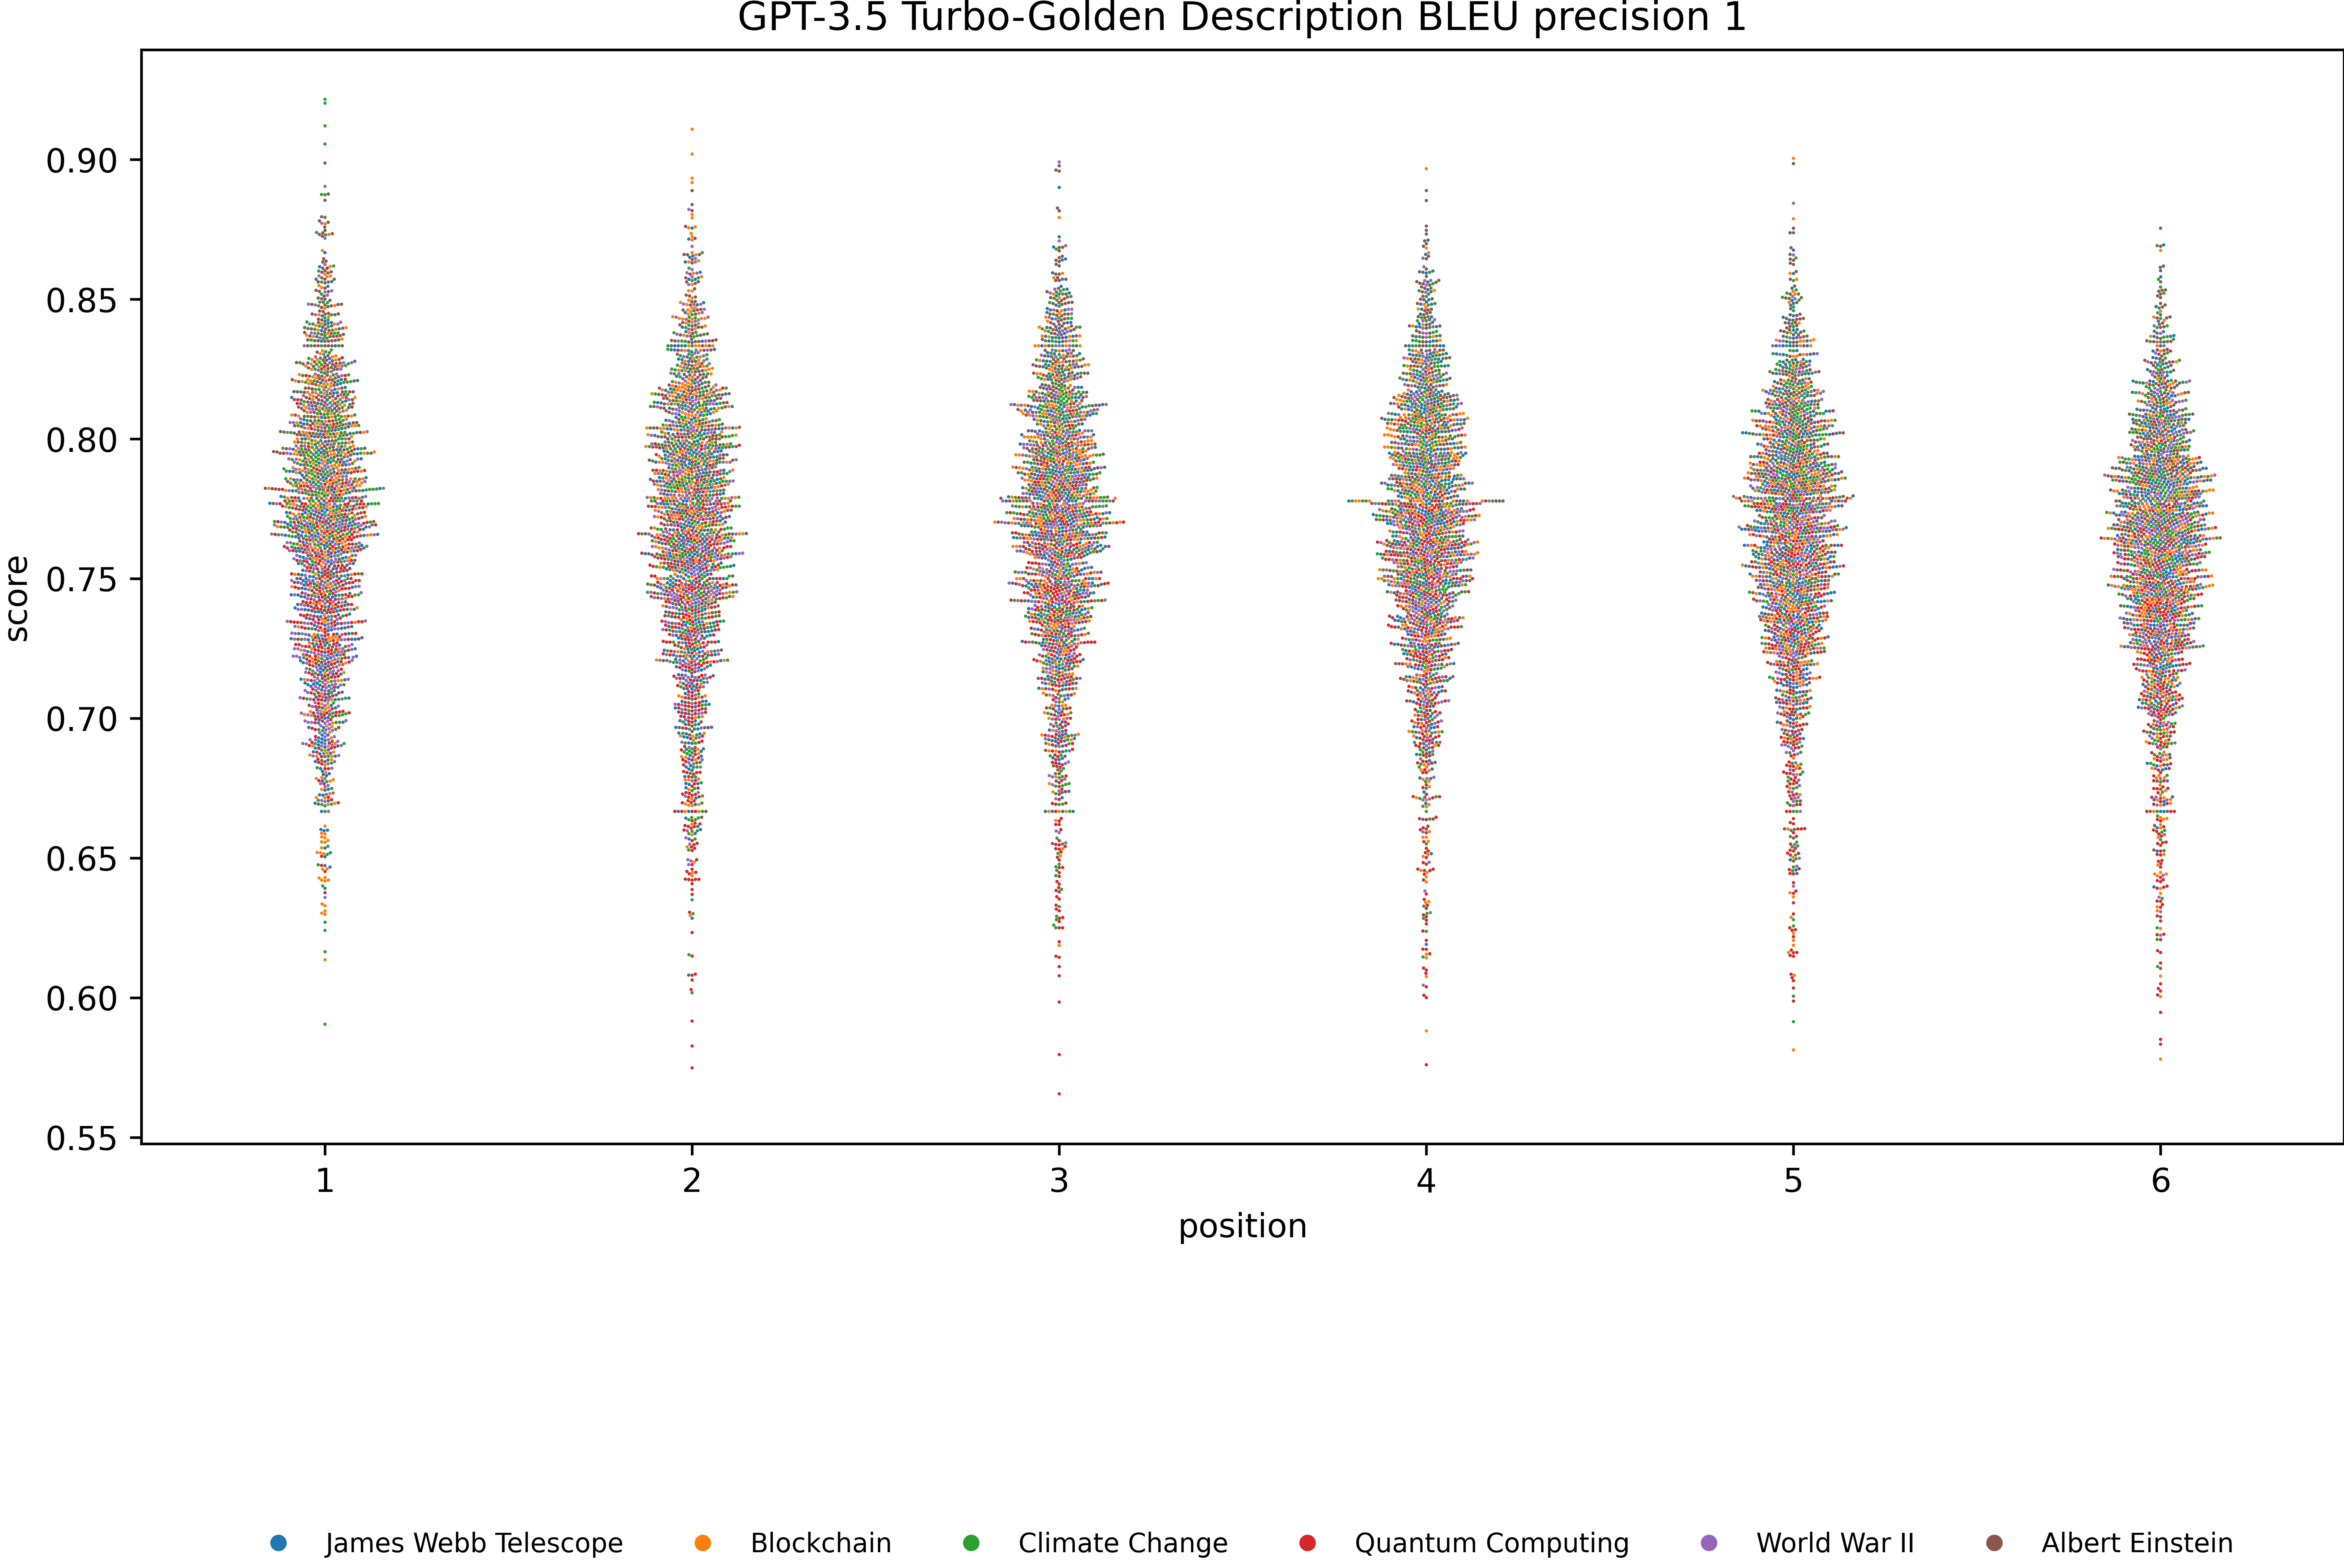 GPT-3.5 Turbo-Golden Description BLEU precision 1
0.90
0.85
0.80
0.75
0.70
0.65
0.60
0.55
score
1 2 3 4 5 6
position
James Webb Telescope Blockchain Climate Change Quantum Computing World War II Albert Einstein